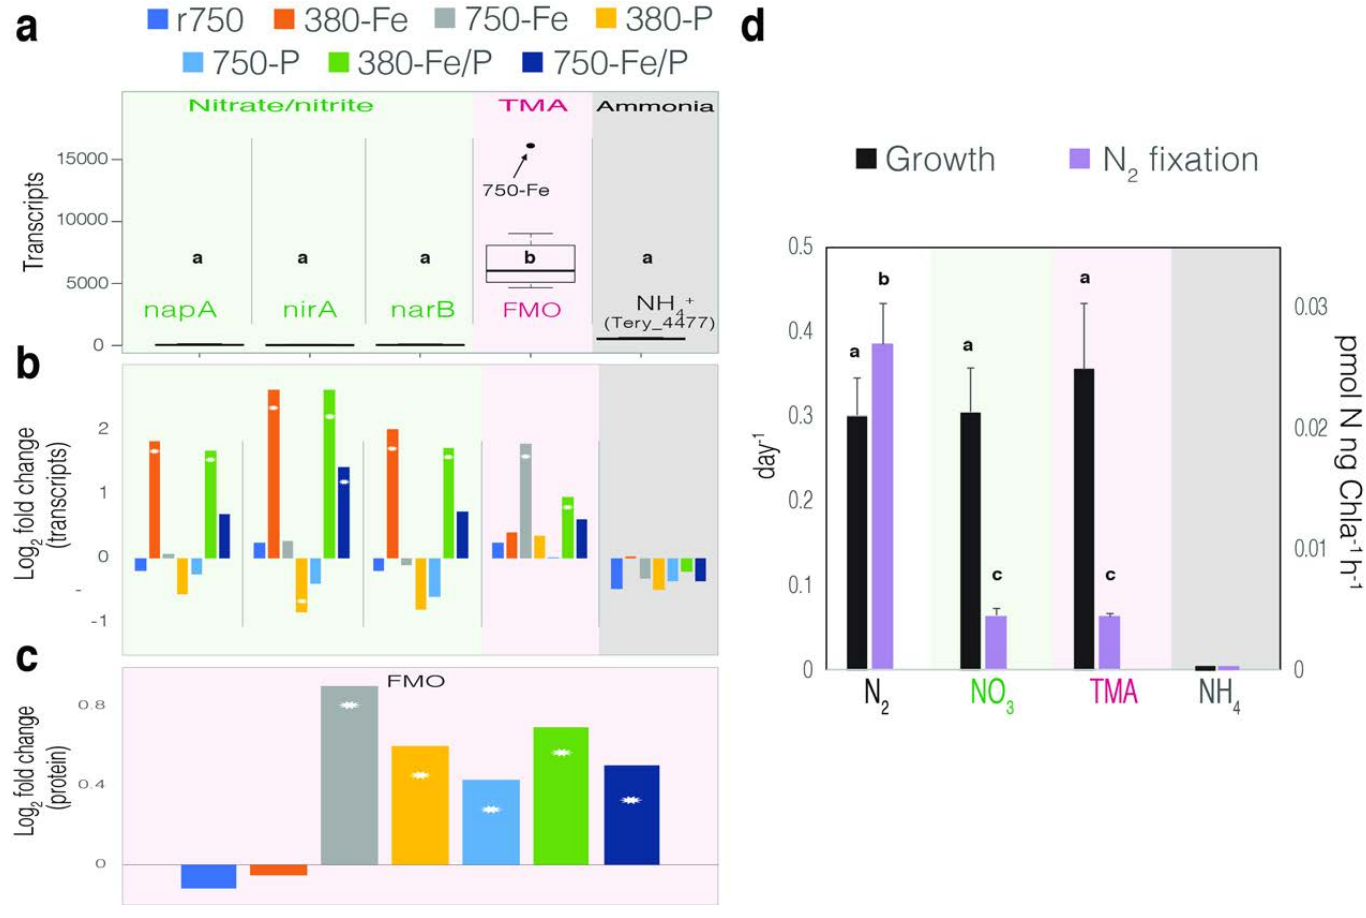 a
r750 380-Fe 750-Fe 380-P
750-P 380-Fe/P 750-Fe/P
Nitrate/nitrite TMA Ammonia
Transcripts
15000
10000
5000
0
750-Fe
a a a b a
napA nirA narB FMO NH₄⁺
(Tery_4477)
b
Log₂ fold change
(transcripts)
2
1
0
-
-1
c
FMO
Log₂ fold change
(protein)
0.8
0.4
0
d
Growth N₂ fixation
day⁻¹
0.5
0.4
0.3
0.2
0.1
0
a b a c a c
0.03
0.02
0.01
0
pmol N ng Chla⁻¹ h⁻¹
N₂ NO₃ TMA NH₄